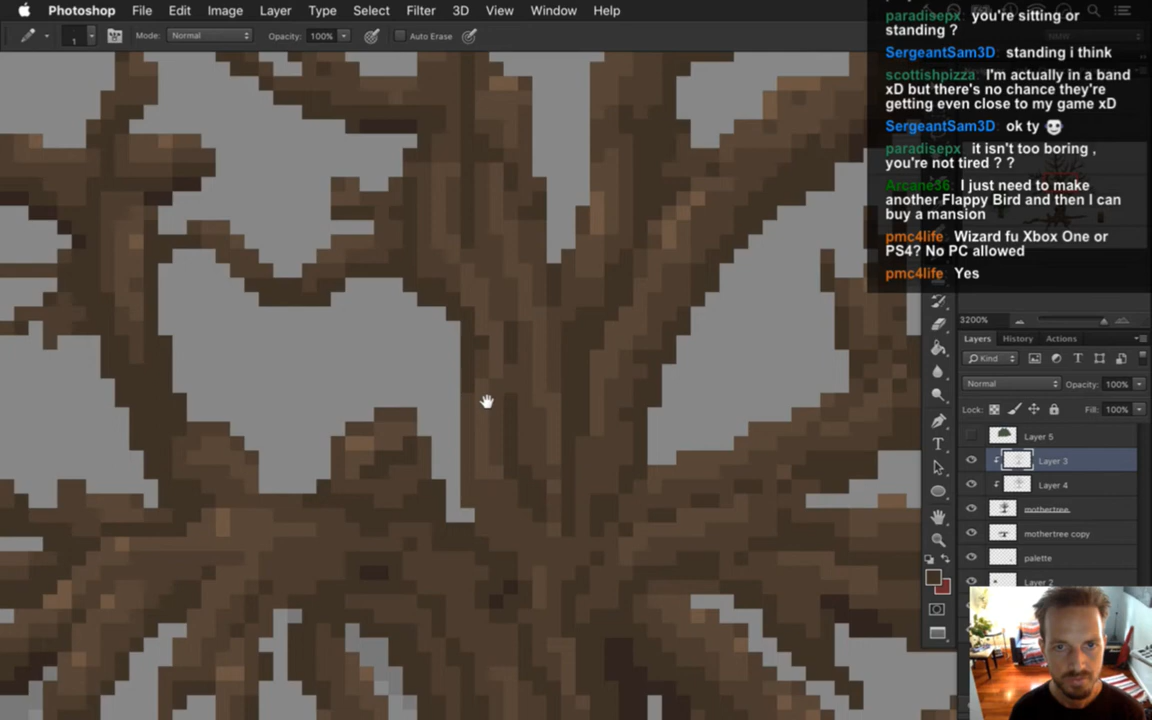 Photoshop File Edit Image Layer Type Select Filter 3D View Window Help
1 Mode: Normal Opacity: 100% Auto Erase
paradisepx you're sitting or
standing ?
SergeantSam3D standing i think
scottishpizza I'm actually in a band
xD but there's no chance they're
getting even close to my game xD
SergeantSam3D ok ty
paradisepx it isn't too boring ,
you're not tired ? ?
Arcane36: I just need to make
another Flappy Bird and then I can
buy a mansion
pmc4life Wizard fu Xbox One or
PS4? No PC allowed
pmc4life Yes
3200%
Layers History Actions
Kind
Normal Opacity: 100%
Lock: Fill: 100%
Layer 5
Layer 3
Layer 4
mothertree
mothertree copy
palette
Layer 2